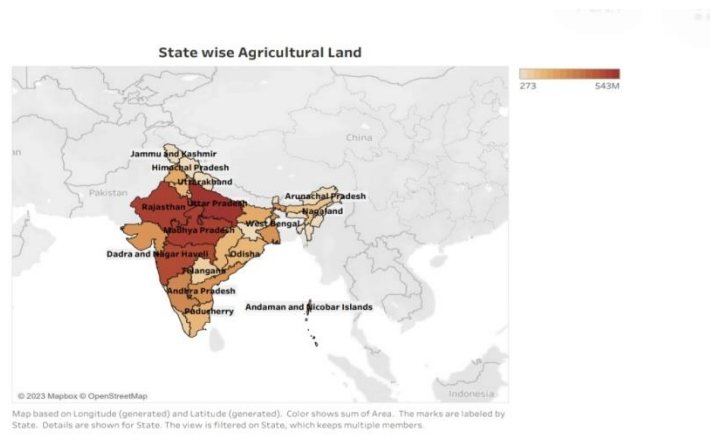 State wise Agricultural Land
273 543M
China
Jammu and Kashmir
Himachal Pradesh
Uttarakhand
Pakistan
Arunachal Pradesh
Rajasthan Uttar Pradesh
Nagaland
West Bengal
Madhya Pradesh
Dadra and Nagar Haveli Odisha
Telangana
Andhra Pradesh
Puducherry
Andaman and Nicobar Islands
Indonesia
© 2023 Mapbox © OpenStreetMap
Map based on Longitude (generated) and Latitude (generated). Color shows sum of Area. The marks are labeled by
State. Details are shown for State. The view is filtered on State, which keeps multiple members.